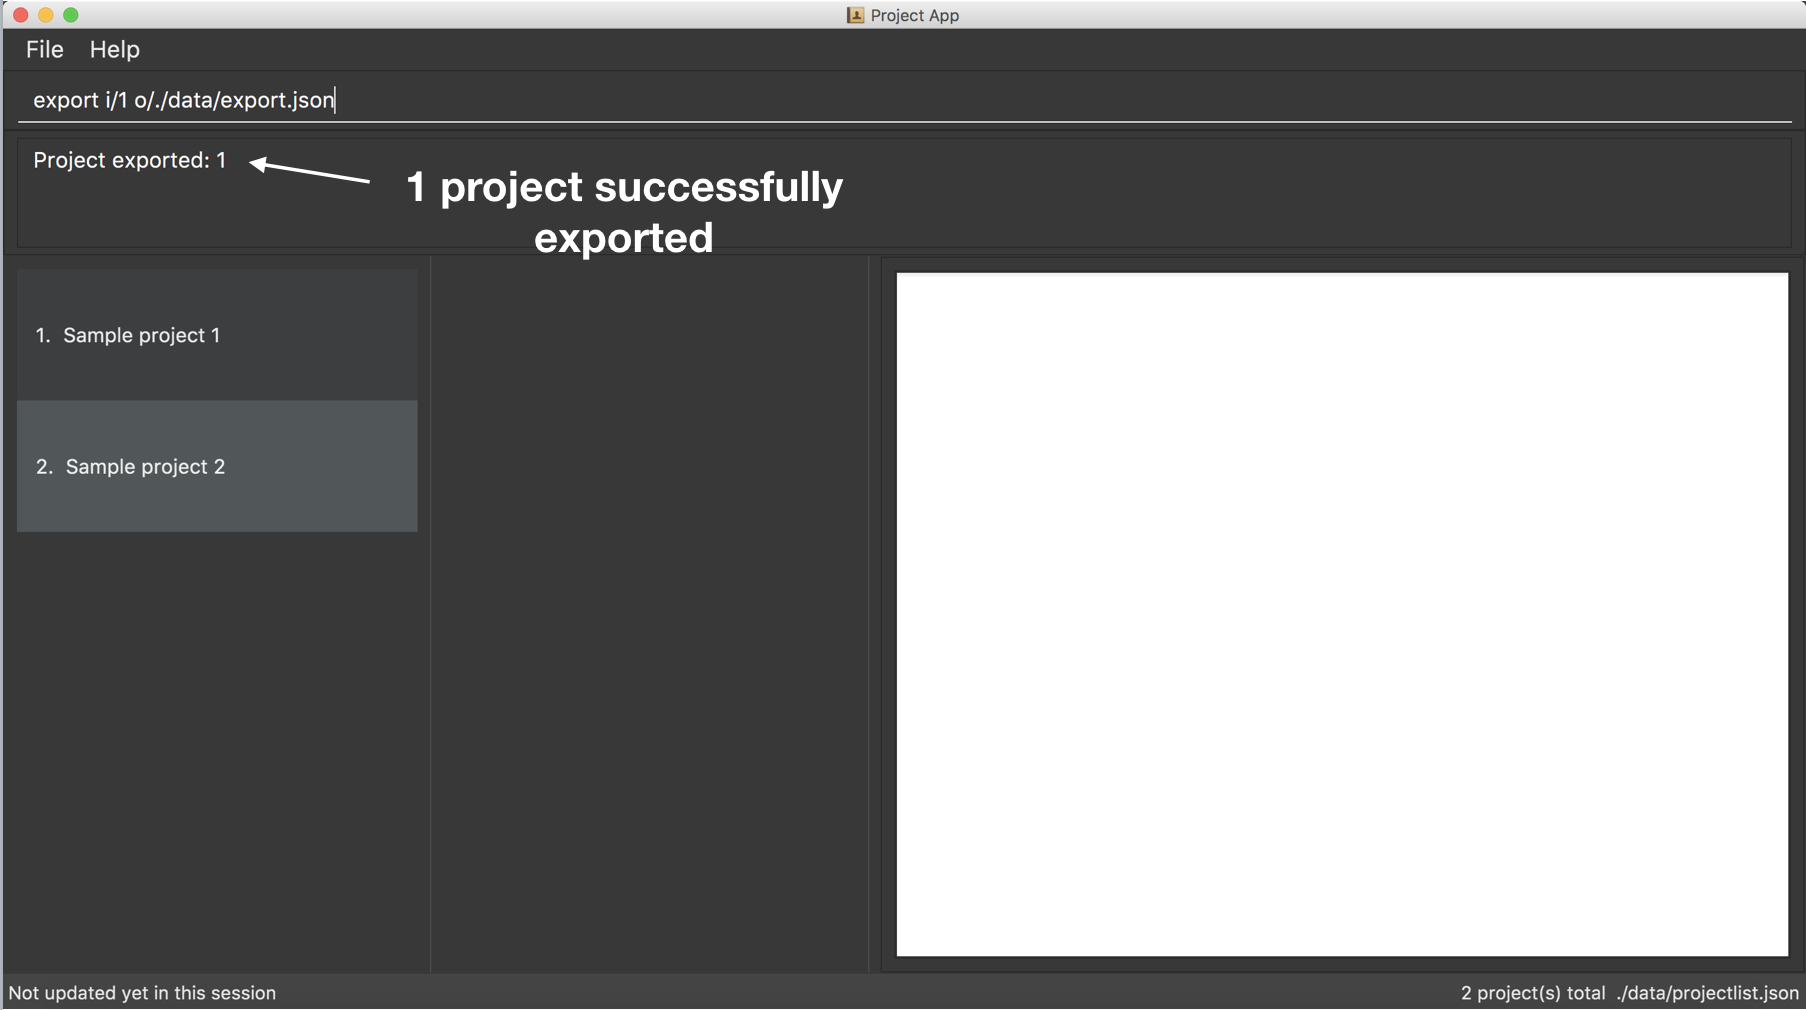 Project App
File Help
export i/1 o/./data/export.json
Project exported: 1
1 project successfully
exported
1. Sample project 1
2. Sample project 2
Not updated yet in this session
2 project(s) total ./data/projectlist.json